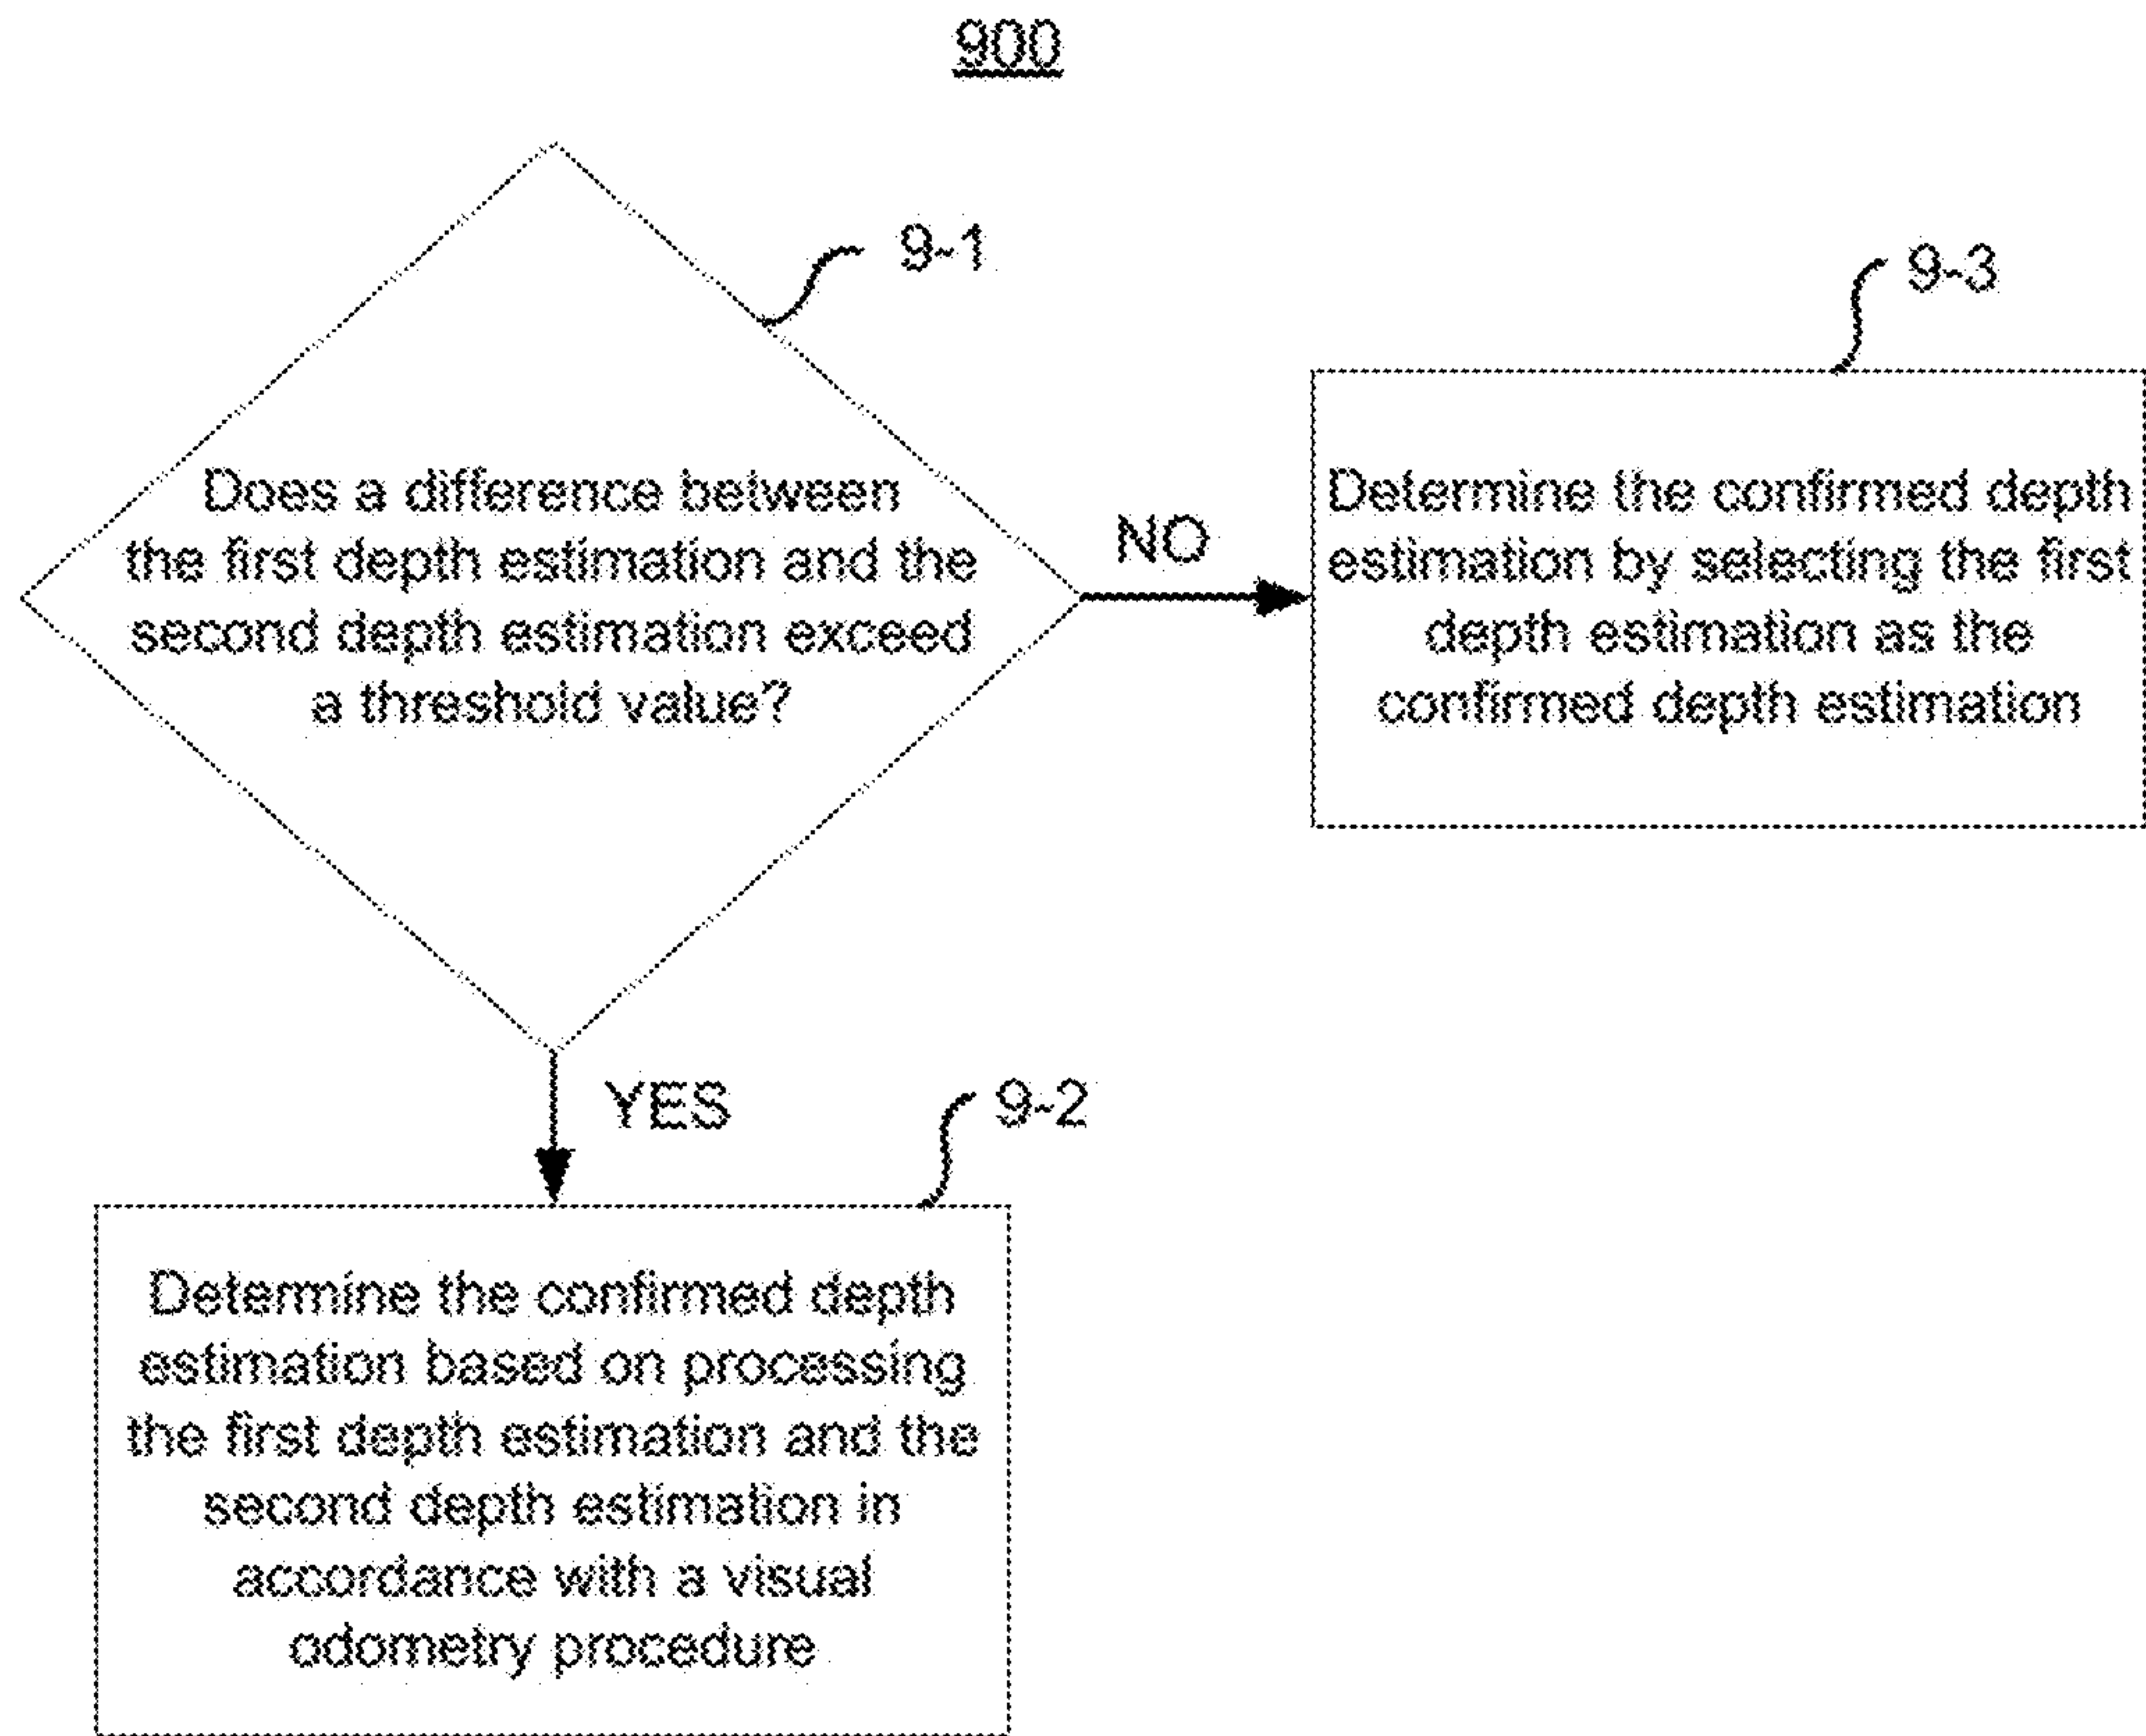 900
9-1
Does a difference between
the first depth estimation and the
second depth estimation exceed
a threshold value?
NO
9-3
Determine the confirmed depth
estimation by selecting the first
depth estimation as the
confirmed depth estimation
YES
9-2
Determine the confirmed depth
estimation based on processing
the first depth estimation and the
second depth estimation in
accordance with a visual
odometry procedure